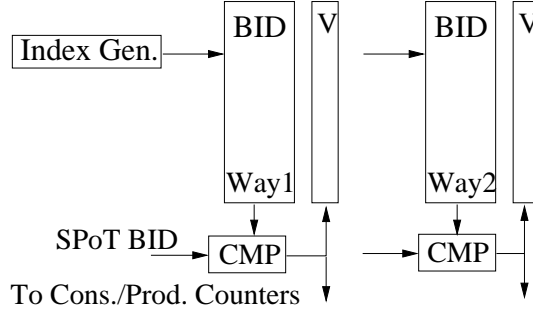 BID V BID V
Index Gen.
Way1 Way2
SPoT BID
CMP CMP
To Cons./Prod. Counters